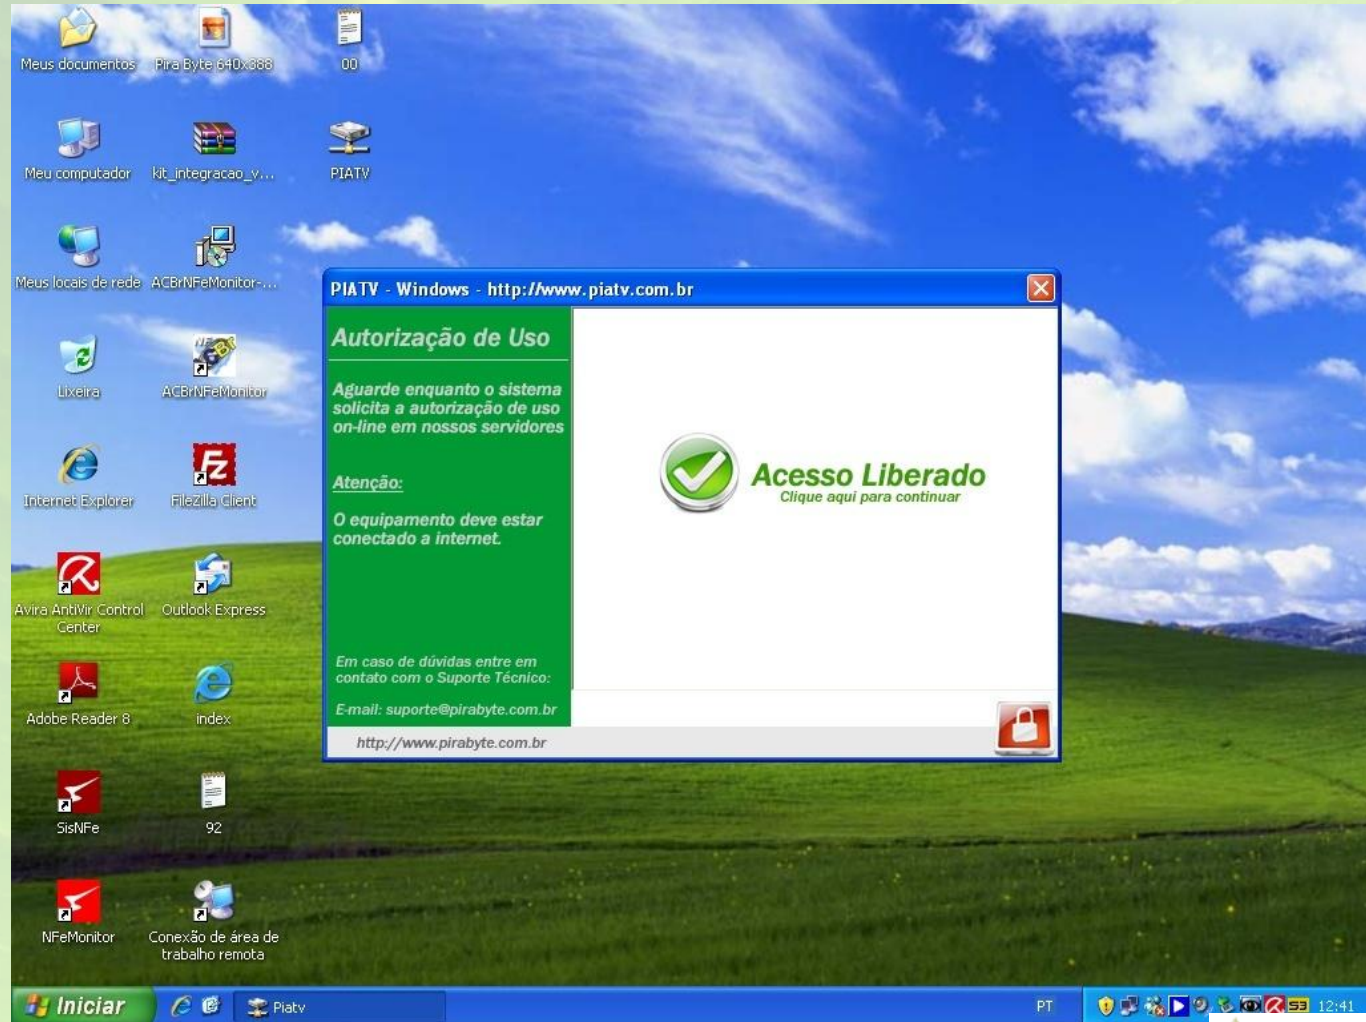 Meus documentos
Pira Byte 640x388
00
Meu computador
kit_integracao_v...
PIATV
Meus locais de rede
ACBrNFeMonitor-...
Lixeira
ACBrNFeMonitor
Internet Explorer
FileZilla Client
Avira AntiVir Control
Center
Outlook Express
Adobe Reader 8
index
SisNFe
92
NFeMonitor
Conexão de área de
trabalho remota
PIATV - Windows - http://www.piatv.com.br
Autorização de Uso
Aguarde enquanto o sistema
solicita a autorização de uso
on-line em nossos servidores
Atenção:
O equipamento deve estar
conectado a internet.
Em caso de dúvidas entre em
contato com o Suporte Técnico:
E-mail: suporte@pirabyte.com.br
http://www.pirabyte.com.br
Acesso Liberado
Clique aqui para continuar
Iniciar
Piatv
PT
S3
12:41